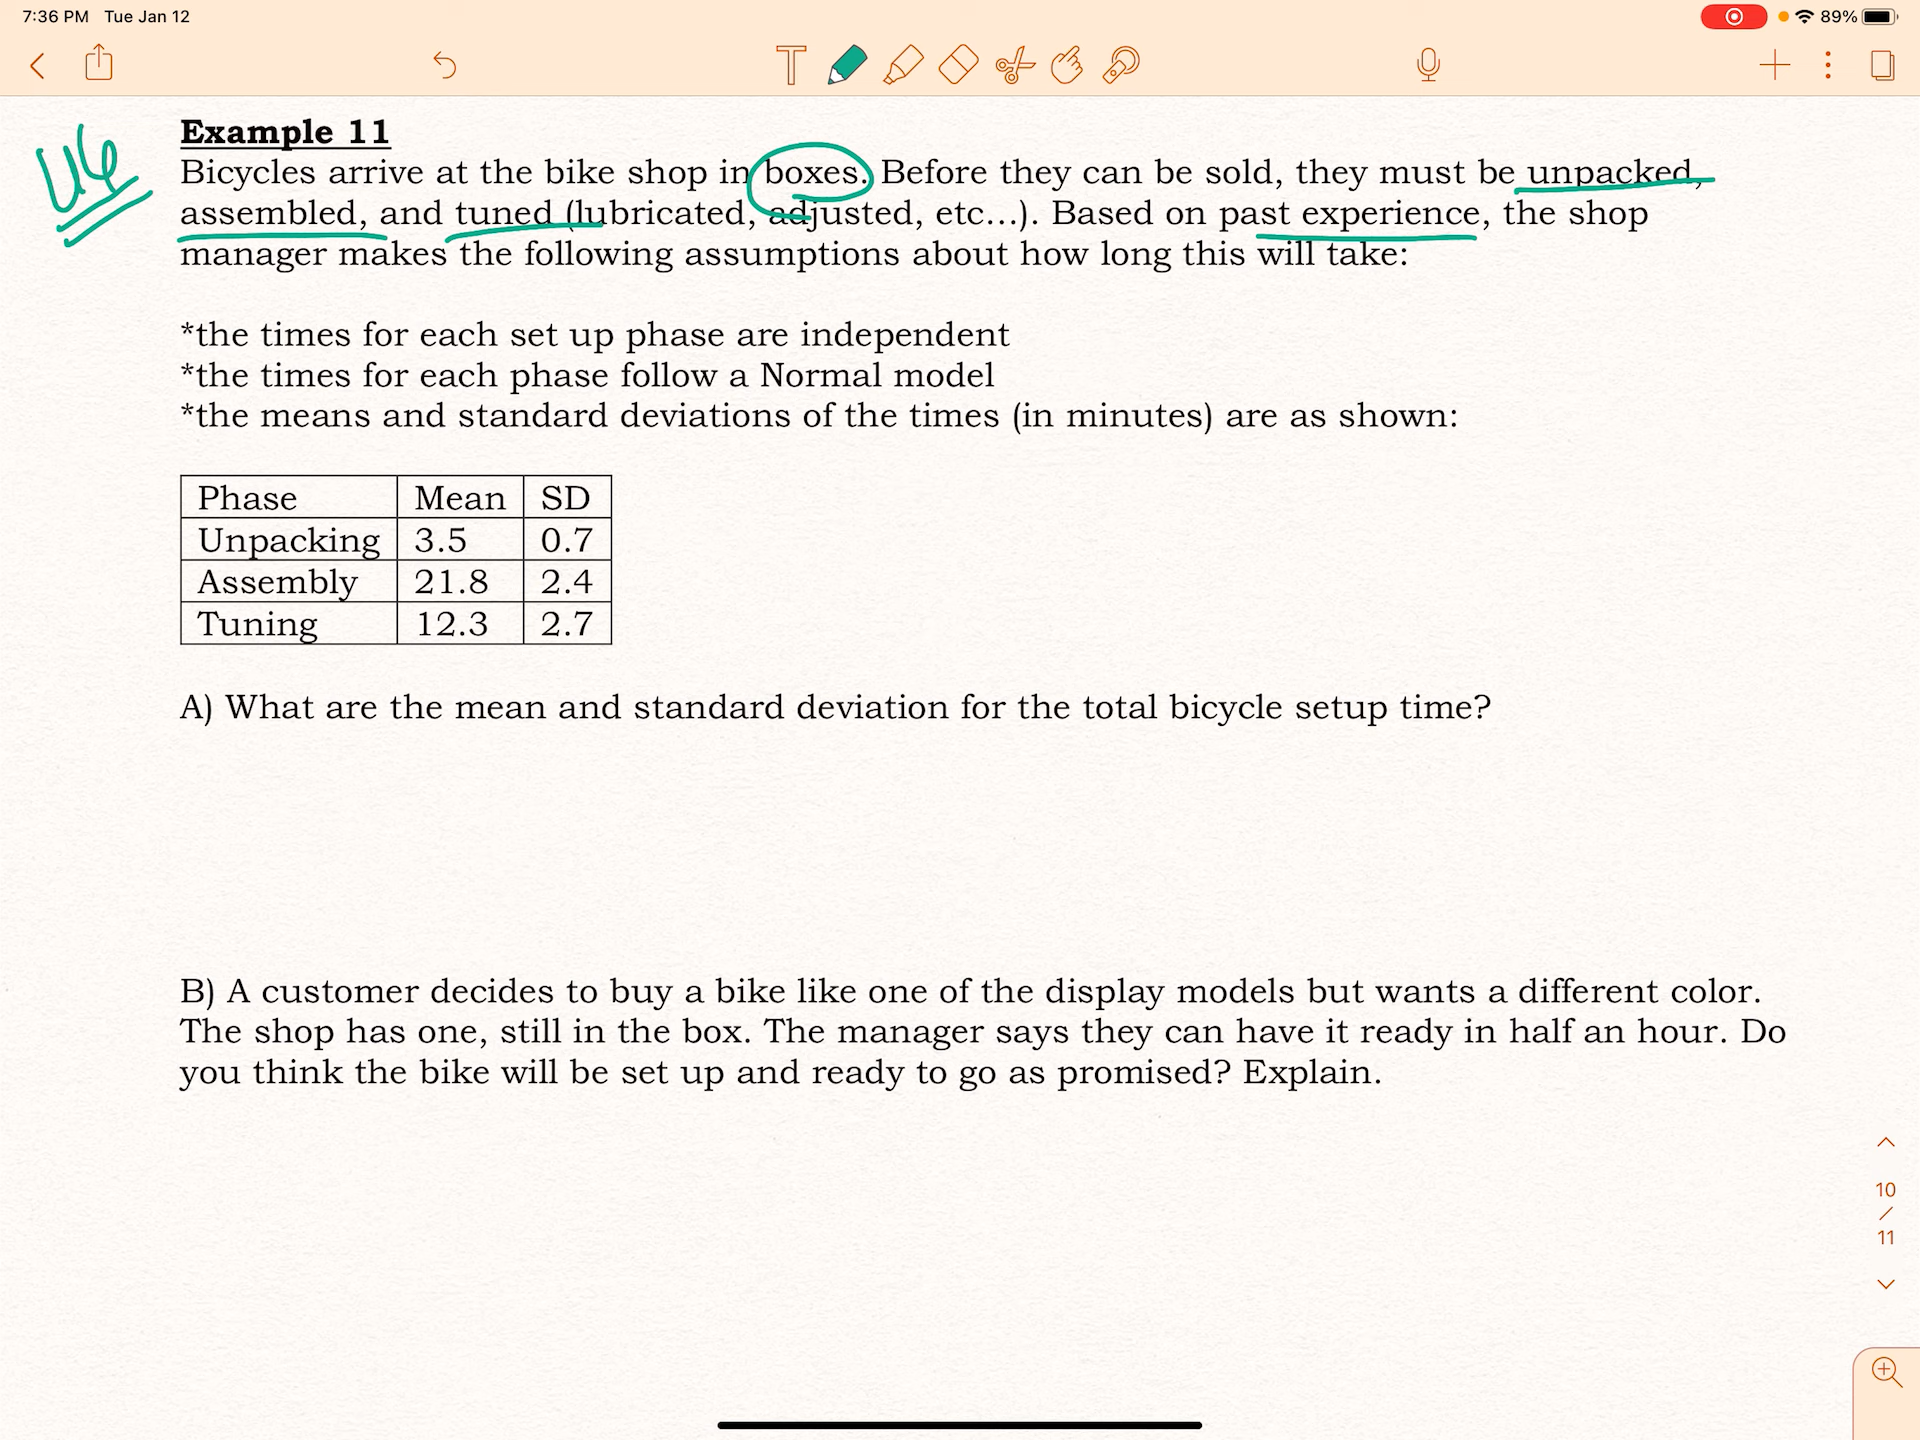 7:36 PM Tue Jan 12
89%
U6
Example 11
Bicycles arrive at the bike shop in boxes. Before they can be sold, they must be unpacked,
assembled, and tuned (lubricated, adjusted, etc...). Based on past experience, the shop
manager makes the following assumptions about how long this will take:
*the times for each set up phase are independent
*the times for each phase follow a Normal model
*the means and standard deviations of the times (in minutes) are as shown:
Phase Mean SD
Unpacking 3.5 0.7
Assembly 21.8 2.4
Tuning 12.3 2.7
A) What are the mean and standard deviation for the total bicycle setup time?
B) A customer decides to buy a bike like one of the display models but wants a different color.
The shop has one, still in the box. The manager says they can have it ready in half an hour. Do
you think the bike will be set up and ready to go as promised? Explain.
10
/
11